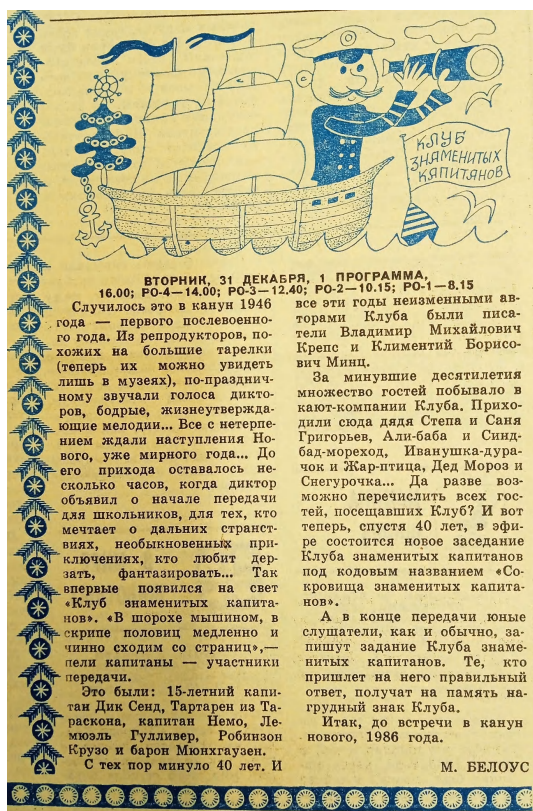 КЛУБ
ЗНАМЕНИТЫХ
КАПИТАНОВ
ВТОРНИК, 31 ДЕКАБРЯ, 1 ПРОГРАММА,
16.00; РО-4—14.00; РО-3—12.40; РО-2—10.15; РО-1—8.15
Случилось это в канун 1946
года — первого послевоенно-
го года. Из репродукторов, по-
хожих на большие тарелки
(теперь их можно увидеть
лишь в музеях), по-празднич-
ному звучали голоса дикто-
ров, бодрые, жизнеутвержда-
ющие мелодии... Все с нетерпе-
нием ждали наступления Но-
вого, уже мирного года... До
его прихода оставалось не-
сколько часов, когда диктор
объявил о начале передачи
для школьников, для тех, кто
мечтает о дальних странст-
виях, необыкновенных при-
ключениях, кто любит дер-
зать, фантазировать... Так
впервые появился на свет
«Клуб знаменитых капита-
нов». «В шорохе мышином, в
скрипе половиц медленно и
чинно сходим со страниц»,—
пели капитаны — участники
передачи.
Это были: 15-летний капи-
тан Дик Сенд, Тартарен из Та-
раскона, капитан Немо, Ле-
мюэль Гулливер, Робинзон
Крузо и барон Мюнхгаузен.
С тех пор минуло 40 лет. И
все эти годы неизменными ав-
торами Клуба были писа-
тели Владимир Михайлович
Крепс и Климентий Борисо-
вич Минц.
За минувшие десятилетия
множество гостей побывало в
кают-компании Клуба. Прихо-
дили сюда дядя Степа и Саня
Григорьев, Али-баба и Синд-
бад-мореход, Иванушка-дура-
чок и Жар-птица, Дед Мороз и
Снегурочка... Да разве воз-
можно перечислить всех гос-
тей, посещавших Клуб? И вот
теперь, спустя 40 лет, в эфи-
ре состоится новое заседание
Клуба знаменитых капитанов
под кодовым названием «Со-
кровища знаменитых капита-
нов».
А в конце передачи юные
слушатели, как и обычно, за-
пишут задание Клуба знаме-
нитых капитанов. Те, кто
пришлет на него правильный
ответ, получат на память на-
грудный знак Клуба.
Итак, до встречи в канун
нового, 1986 года.
М. БЕЛОУС